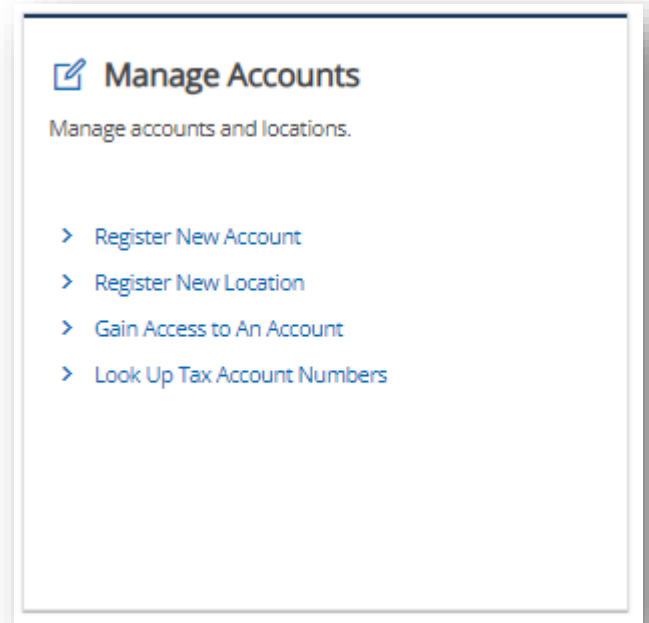 Manage Accounts
Manage accounts and locations.
Register New Account
Register New Location
Gain Access to An Account
Look Up Tax Account Numbers